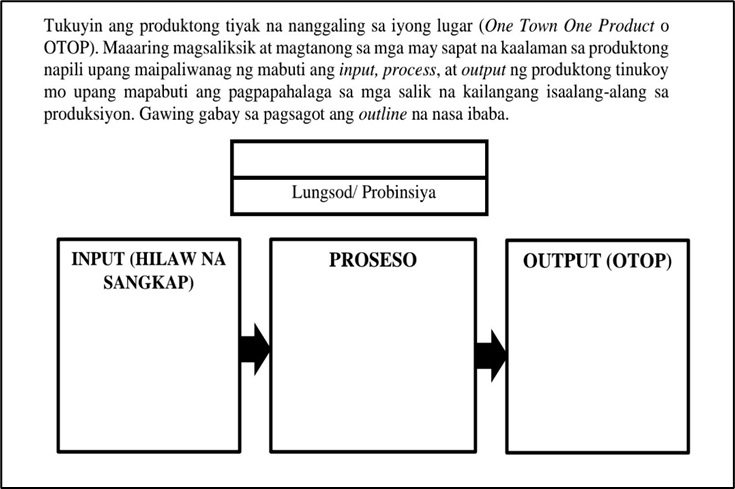 Tukuyin ang produktong tiyak na nanggaling sa iyong lugar (One Town One Product o
OTOP). Maaaring magsaliksik at magtanong sa mga may sapat na kaalaman sa produktong
napili upang maipaliwanag ng mabuti ang input, process, at output ng produktong tinukoy
mo upang mapabuti ang pagpapahalaga sa mga salik na kailangang isaalang-alang sa
produksiyon. Gawing gabay sa pagsagot ang outline na nasa ibaba.
Lungsod/ Probinsiya
INPUT (HILAW NA
SANGKAP)
PROSESO
OUTPUT (OTOP)